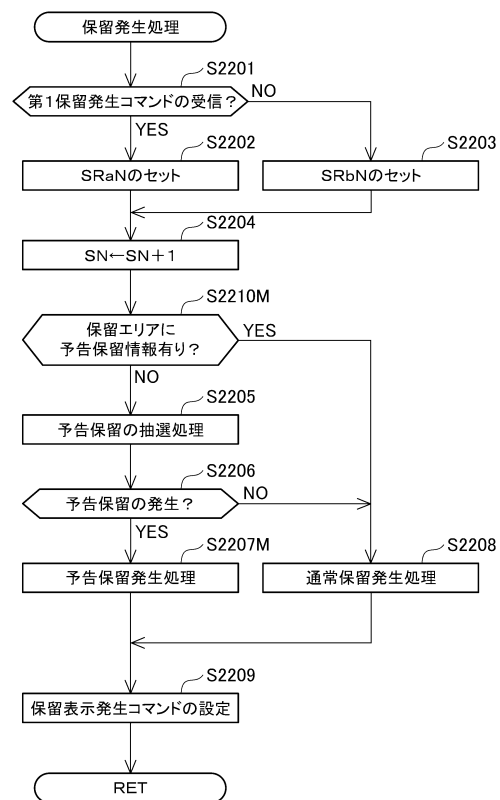 保留発生処理
S2201
第1保留発生コマンドの受信?
NO
YES
S2202
SRaNのセット
S2203
SRbNのセット
S2204
SN←SN+1
S2210M
保留エリアに
予告保留情報有り?
YES
NO
S2205
予告保留の抽選処理
S2206
予告保留の発生?
NO
YES
S2207M
予告保留発生処理
S2208
通常保留発生処理
S2209
保留表示発生コマンドの設定
RET